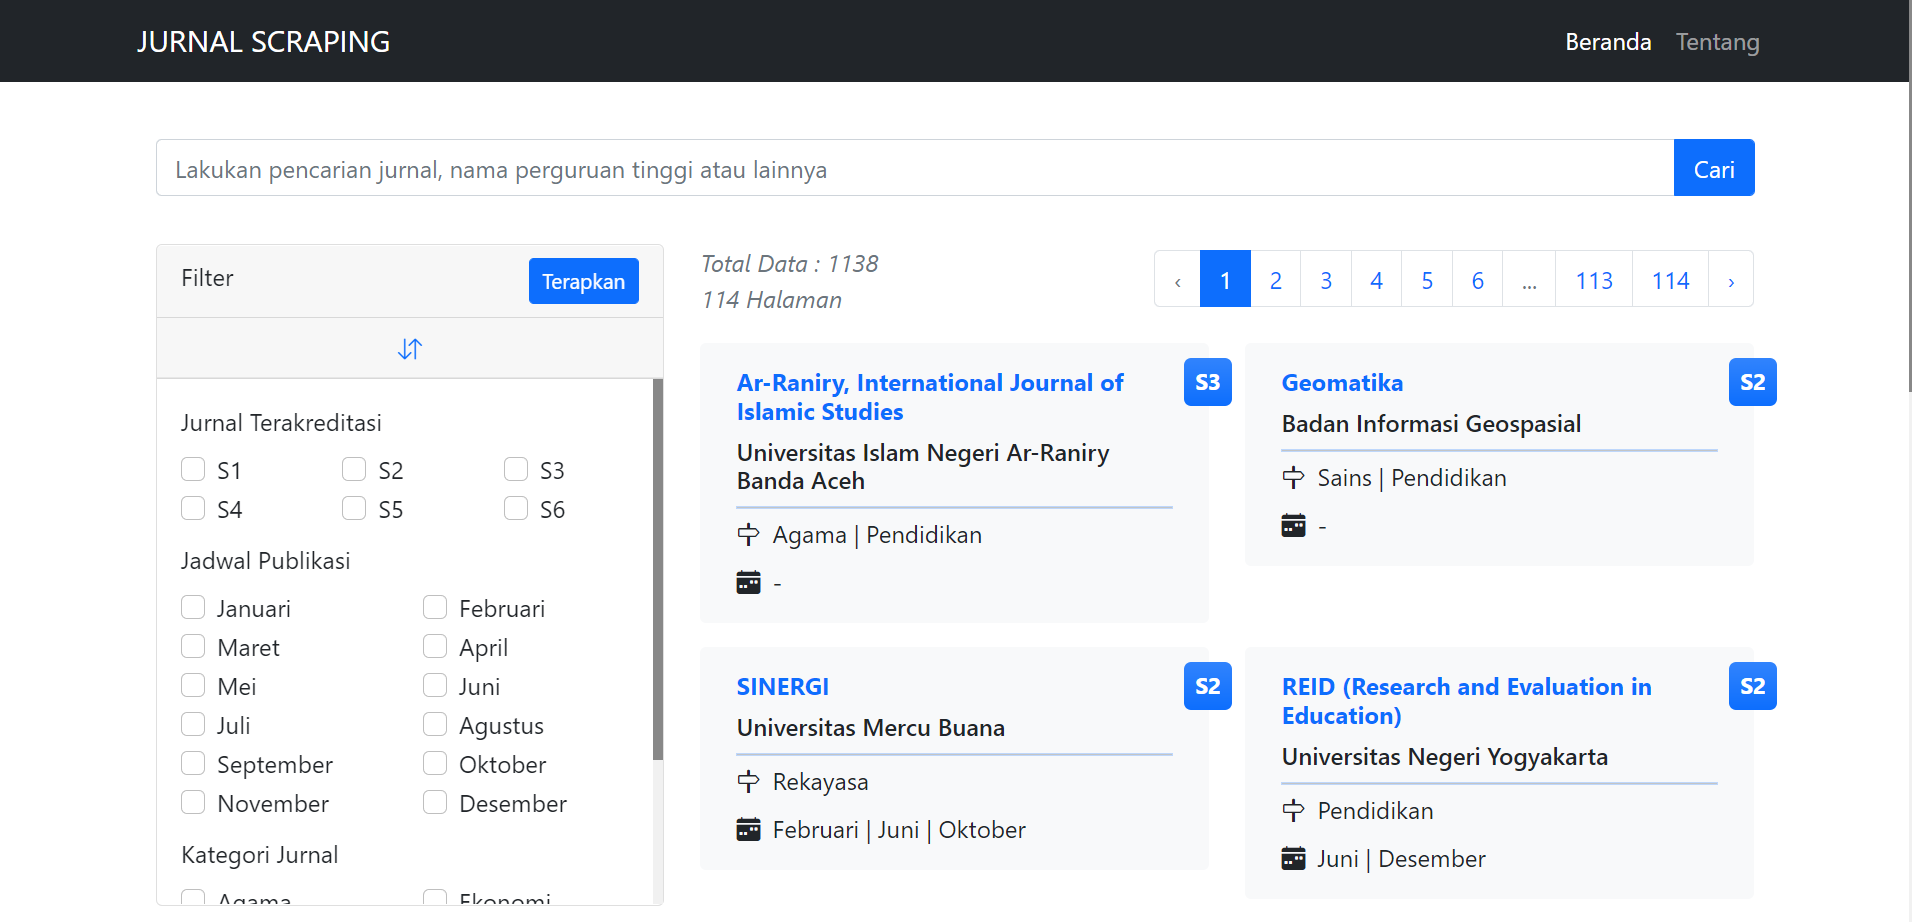 JURNAL SCRAPING
Beranda Tentang
Lakukan pencarian jurnal, nama perguruan tinggi atau lainnya
Cari
Filter
Terapkan
Jurnal Terakreditasi
S1 S2 S3
S4 S5 S6
Jadwal Publikasi
Januari Februari
Maret April
Mei Juni
Juli Agustus
September Oktober
November Desember
Kategori Jurnal
Agama Ekonomi
Total Data : 1138
114 Halaman
‹ 1 2 3 4 5 6 ... 113 114 ›
Ar-Raniry, International Journal of
Islamic Studies
S3
Universitas Islam Negeri Ar-Raniry
Banda Aceh
Agama | Pendidikan
-
Geomatika
S2
Badan Informasi Geospasial
Sains | Pendidikan
-
SINERGI
S2
Universitas Mercu Buana
Rekayasa
Februari | Juni | Oktober
REID (Research and Evaluation in
Education)
S2
Universitas Negeri Yogyakarta
Pendidikan
Juni | Desember